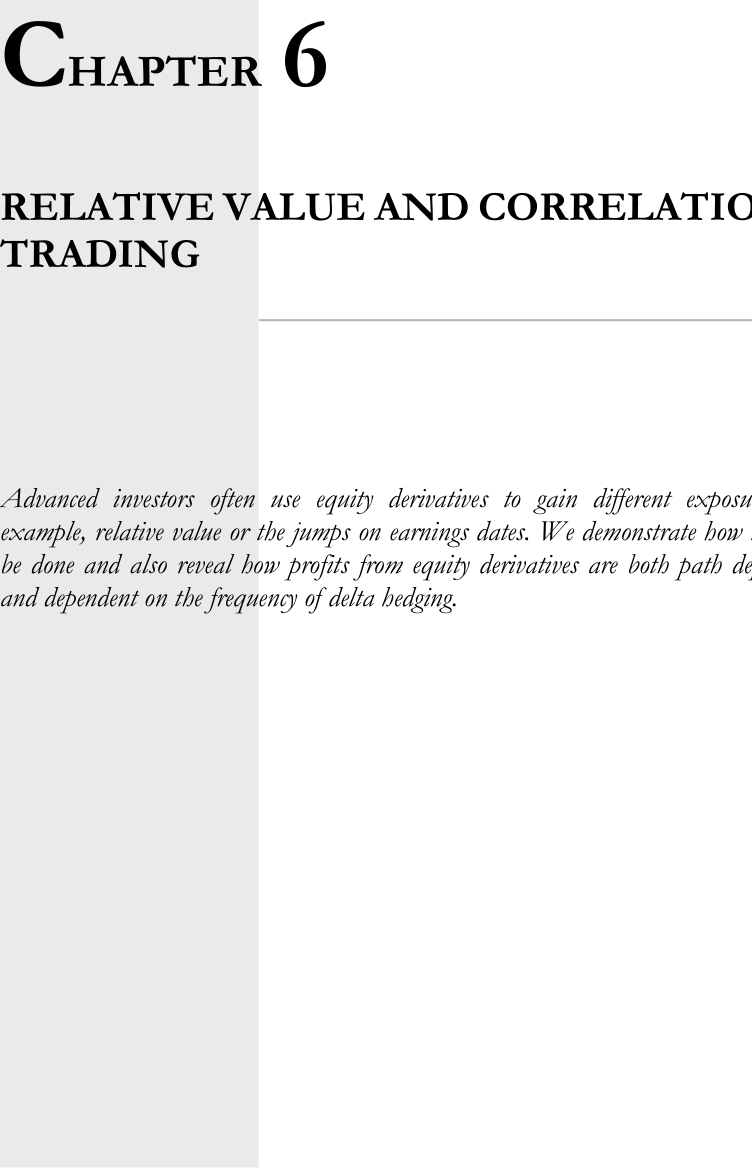 CHAPTER 6
RELATIVE VALUE AND CORRELATIO
TRADING
Advanced investors often use equity derivatives to gain different exposu
example, relative value or the jumps on earnings dates. We demonstrate how
be done and also reveal how profits from equity derivatives are both path de
and dependent on the frequency of delta hedging.